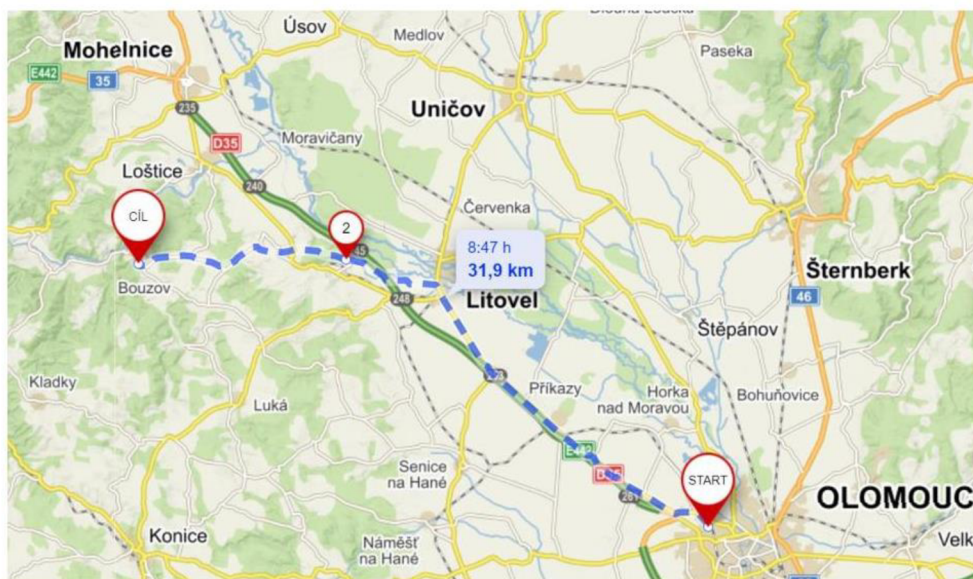 Úsov
Medlov
Mohelnice
Paseka
E442
35
Uničov
235
D35
Moravičany
Loštice
240
Červenka
CÍL
2
8:47 h
31,9 km
Šternberk
Bouzov
248
Litovel
46
Štěpánov
Kladky
Příkazy
Horka
nad Moravou
Bohuňovice
Luká
Senice
na Hané
START
261
OLOMOUC
Konice
Náměšť
na Hané
Velk